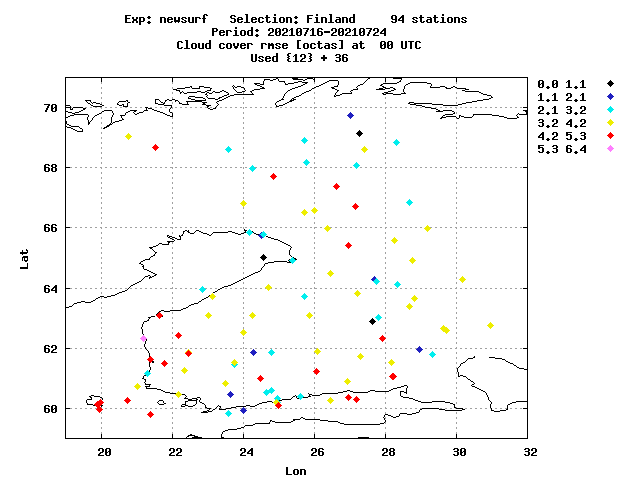 Exp: newsurf   Selection: Finland     94 stations
Period: 20210716-20210724
Cloud cover rmse [octas] at  00 UTC
Used {12} + 36
0.0 1.1
1.1 2.1
2.1 3.2
3.2 4.2
4.2 5.3
5.3 6.4
70
68
66
64
62
60
Lat
20 22 24 26 28 30 32
Lon